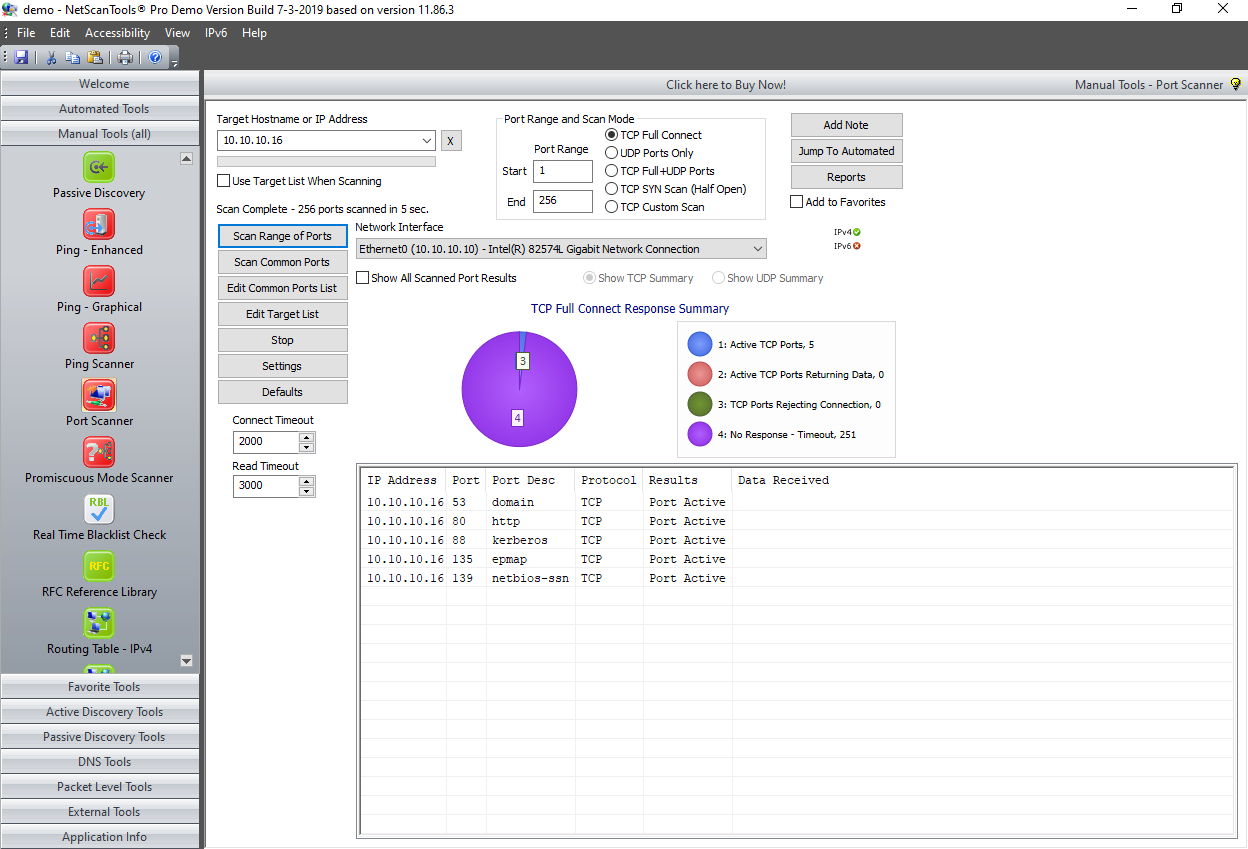 demo - NetScanTools® Pro Demo Version Build 7-3-2019 based on version 11.86.3
File Edit Accessibility View IPv6 Help
Welcome
Automated Tools
Manual Tools (all)
Passive Discovery
Ping - Enhanced
Ping - Graphical
Ping Scanner
Port Scanner
Promiscuous Mode Scanner
RBL
Real Time Blacklist Check
RFC
RFC Reference Library
Routing Table - IPv4
Favorite Tools
Active Discovery Tools
Passive Discovery Tools
DNS Tools
Packet Level Tools
External Tools
Application Info
Click here to Buy Now! Manual Tools - Port Scanner
Target Hostname or IP Address
10.10.10.16 X
Use Target List When Scanning
Scan Complete - 256 ports scanned in 5 sec.
Scan Range of Ports
Scan Common Ports
Edit Common Ports List
Edit Target List
Stop
Settings
Defaults
Connect Timeout
2000
Read Timeout
3000
Port Range and Scan Mode
Port Range
Start 1
End 256
TCP Full Connect
UDP Ports Only
TCP Full+UDP Ports
TCP SYN Scan (Half Open)
TCP Custom Scan
Add Note
Jump To Automated
Reports
Add to Favorites
IPv4
IPv6
Network Interface
Ethernet0 (10.10.10.10) - Intel(R) 82574L Gigabit Network Connection
Show All Scanned Port Results Show TCP Summary Show UDP Summary
TCP Full Connect Response Summary
3
4
1: Active TCP Ports, 5
2: Active TCP Ports Returning Data, 0
3: TCP Ports Rejecting Connection, 0
4: No Response - Timeout, 251
IP Address Port Port Desc Protocol Results Data Received
10.10.10.16 53 domain TCP Port Active
10.10.10.16 80 http TCP Port Active
10.10.10.16 88 kerberos TCP Port Active
10.10.10.16 135 epmap TCP Port Active
10.10.10.16 139 netbios-ssn TCP Port Active